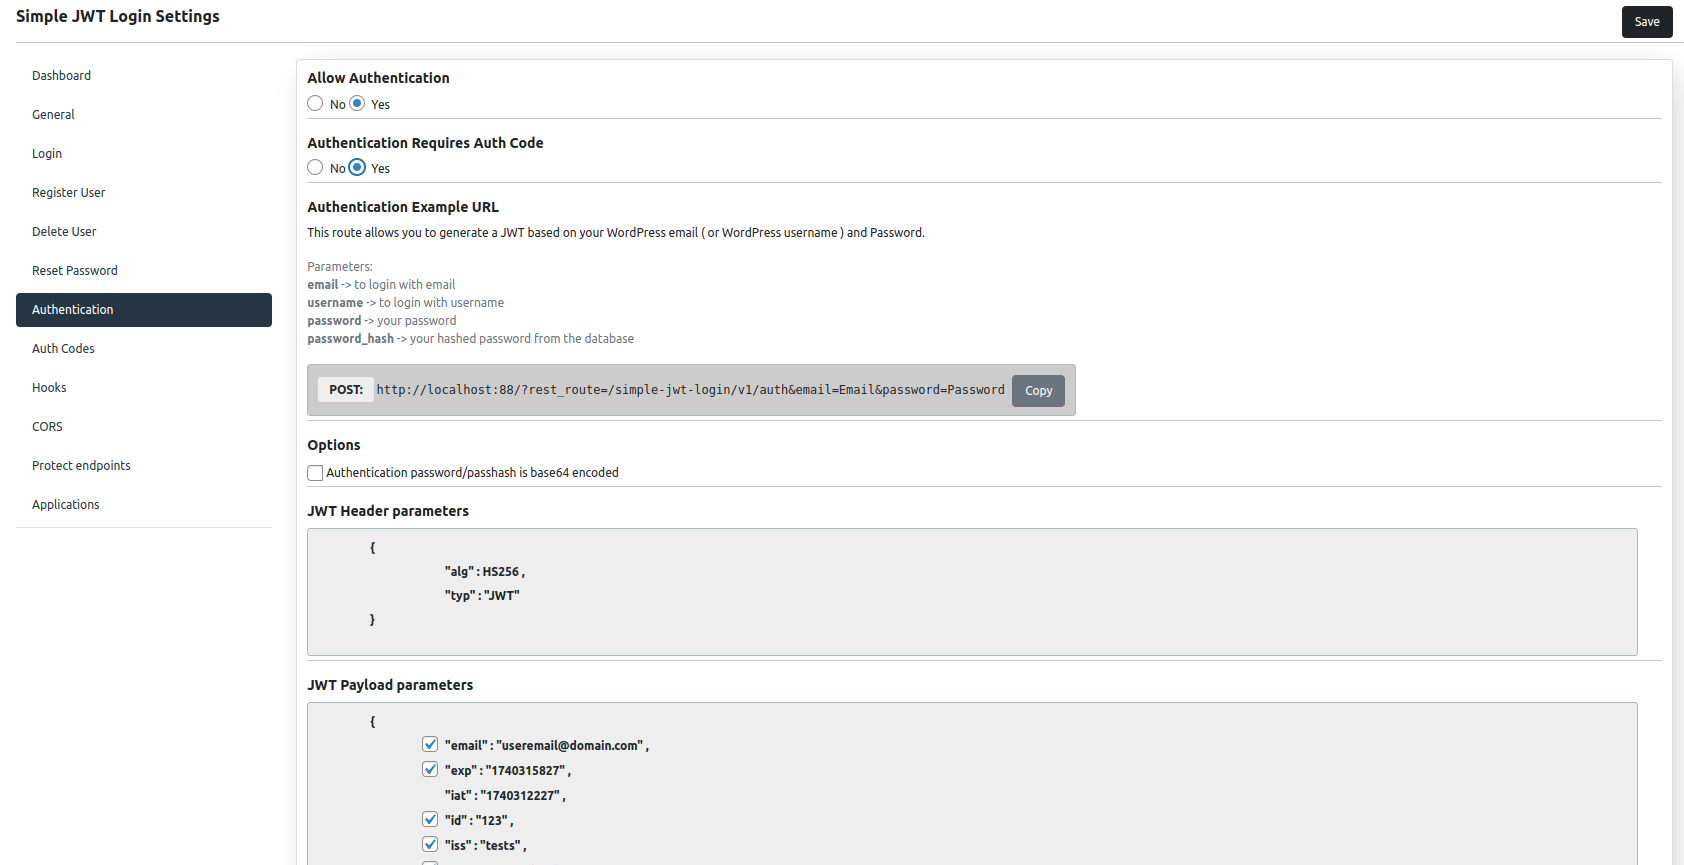 Simple JWT Login Settings
Save
Dashboard
General
Login
Register User
Delete User
Reset Password
Authentication
Auth Codes
Hooks
CORS
Protect endpoints
Applications
Allow Authentication
No Yes
Authentication Requires Auth Code
No Yes
Authentication Example URL
This route allows you to generate a JWT based on your WordPress email ( or WordPress username ) and Password.
Parameters:
email -> to login with email
username -> to login with username
password -> your password
password_hash -> your hashed password from the database
POST: http://localhost:88/?rest_route=/simple-jwt-login/v1/auth&email=Email&password=Password Copy
Options
Authentication password/passhash is base64 encoded
JWT Header parameters
{
"alg" : HS256 ,
"typ" : "JWT"
}
JWT Payload parameters
{
"email" : "useremail@domain.com" ,
"exp" : "1740315827" ,
"iat" : "1740312227" ,
"id" : "123" ,
"iss" : "tests" ,